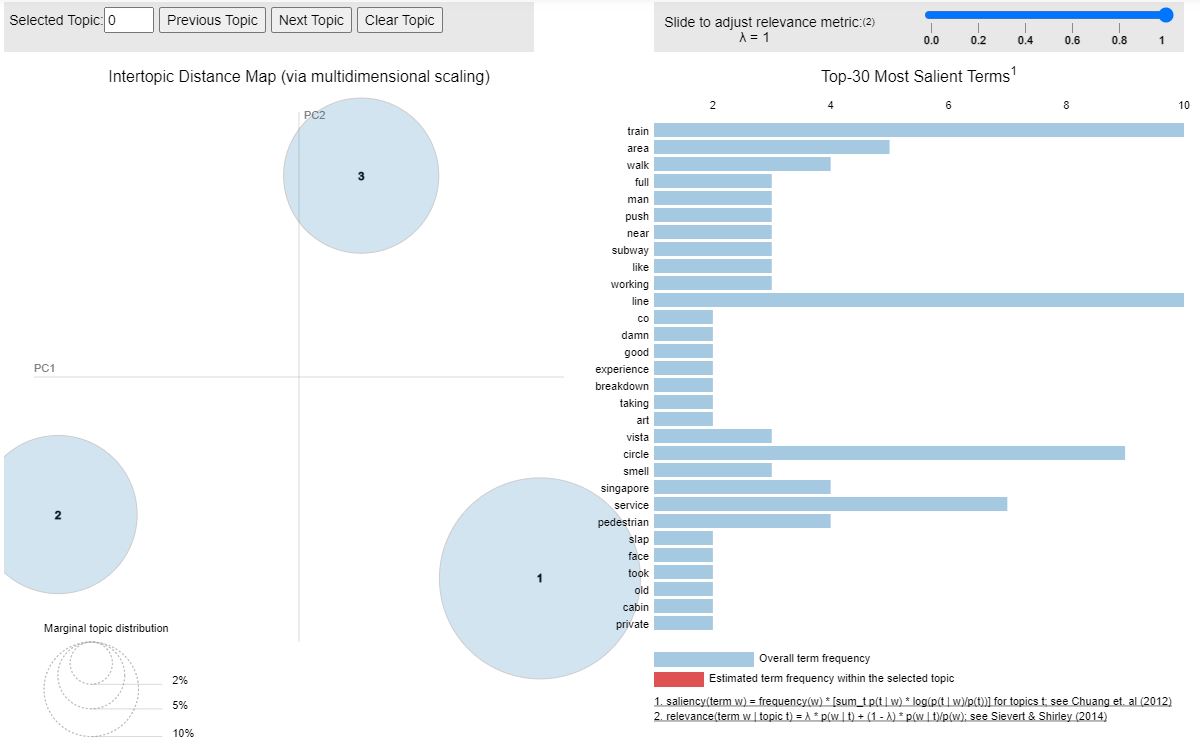 Selected Topic: 0 Previous Topic Next Topic Clear Topic
Slide to adjust relevance metric:(2)
λ = 1
0.0 0.2 0.4 0.6 0.8 1
Intertopic Distance Map (via multidimensional scaling)
PC2
3
PC1
2
1
Marginal topic distribution
2%
5%
10%
Top-30 Most Salient Terms1
2 4 6 8 10
train
area
walk
full
man
push
near
subway
like
working
line
co
damn
good
experience
breakdown
taking
art
vista
circle
smell
singapore
service
pedestrian
slap
face
took
old
cabin
private
Overall term frequency
Estimated term frequency within the selected topic
1. saliency(term w) = frequency(w) * [sum_t p(t | w) * log(p(t | w)/p(t))] for topics t; see Chuang et. al (2012)
2. relevance(term w | topic t) = λ * p(w | t) + (1 - λ) * p(w | t)/p(w); see Sievert & Shirley (2014)